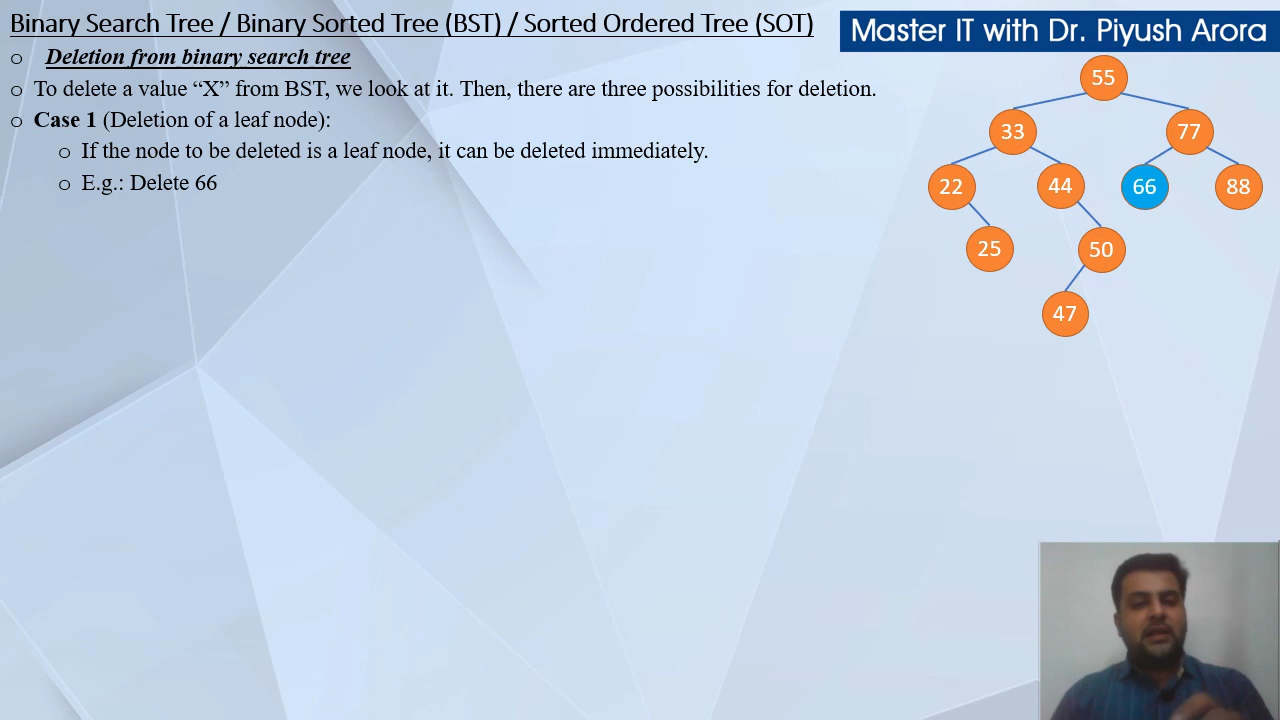 Binary Search Tree / Binary Sorted Tree (BST) / Sorted Ordered Tree (SOT)
Master IT with Dr. Piyush Arora
o Deletion from binary search tree
o To delete a value “X” from BST, we look at it. Then, there are three possibilities for deletion.
o Case 1 (Deletion of a leaf node):
o If the node to be deleted is a leaf node, it can be deleted immediately.
o E.g.: Delete 66
55
33 77
22 44 66 88
25 50
47